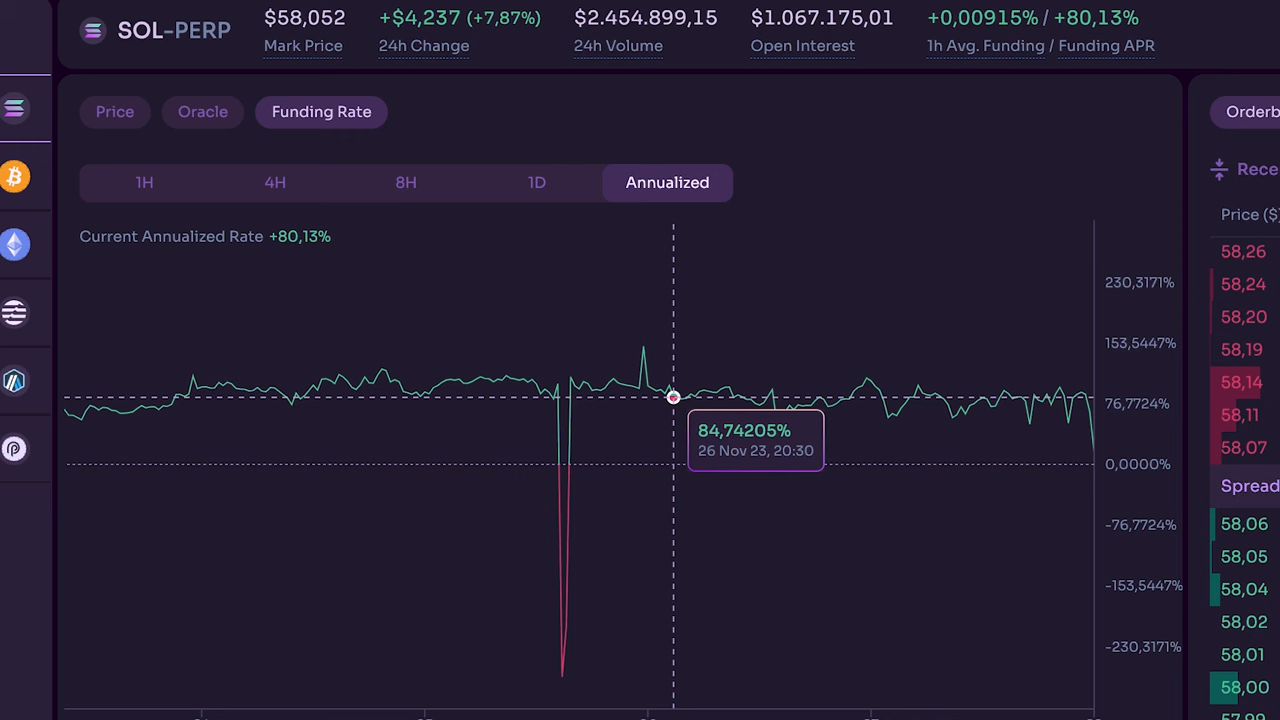 SOL-PERP
$58,052
Mark Price
+$4,237 (+7,87%)
24h Change
$2.454.899,15
24h Volume
$1.067.175,01
Open Interest
+0,00915% / +80,13%
1h Avg. Funding / Funding APR
Price
Oracle
Funding Rate
1H
4H
8H
1D
Annualized
Current Annualized Rate +80,13%
230,3171%
153,5447%
76,7724%
0,0000%
-76,7724%
-153,5447%
-230,3171%
84,74205%
26 Nov 23, 20:30
Orderb
Rece
Price ($)
58,26
58,24
58,20
58,19
58,14
58,11
58,07
Spread
58,06
58,05
58,04
58,02
58,01
58,00